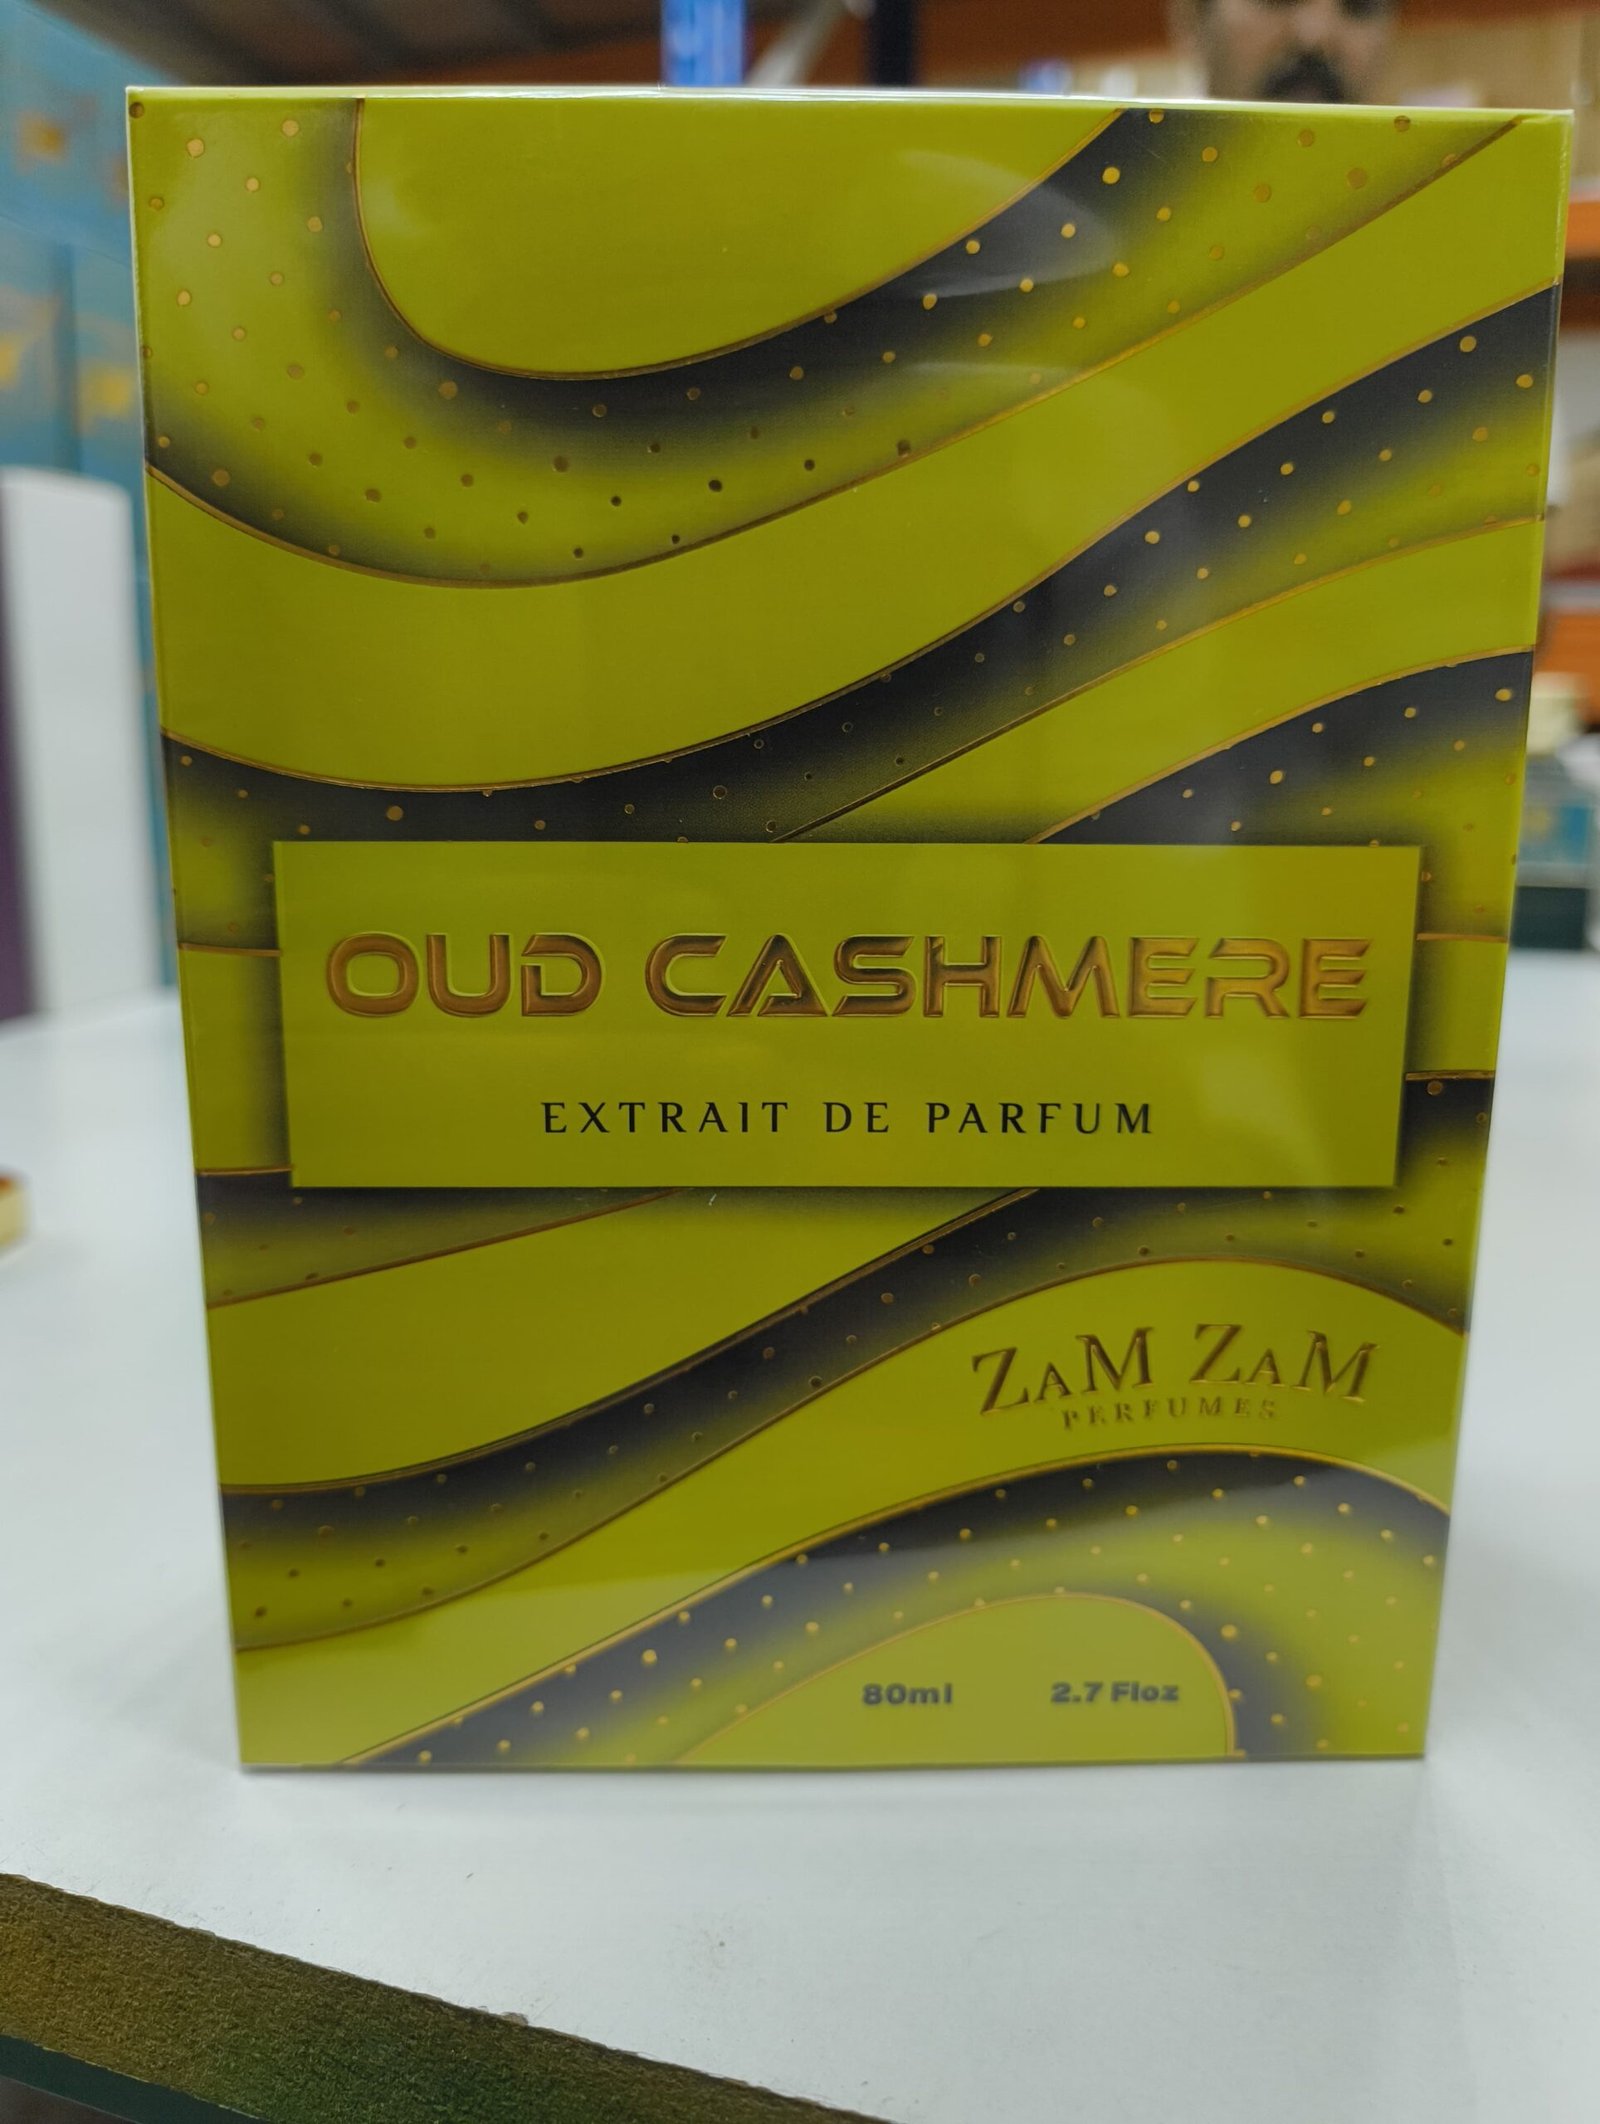 OUD CASHMERE
EXTRAIT DE PARFUM
ZAM ZAM
PERFUMES
80ml 2.7 Floz